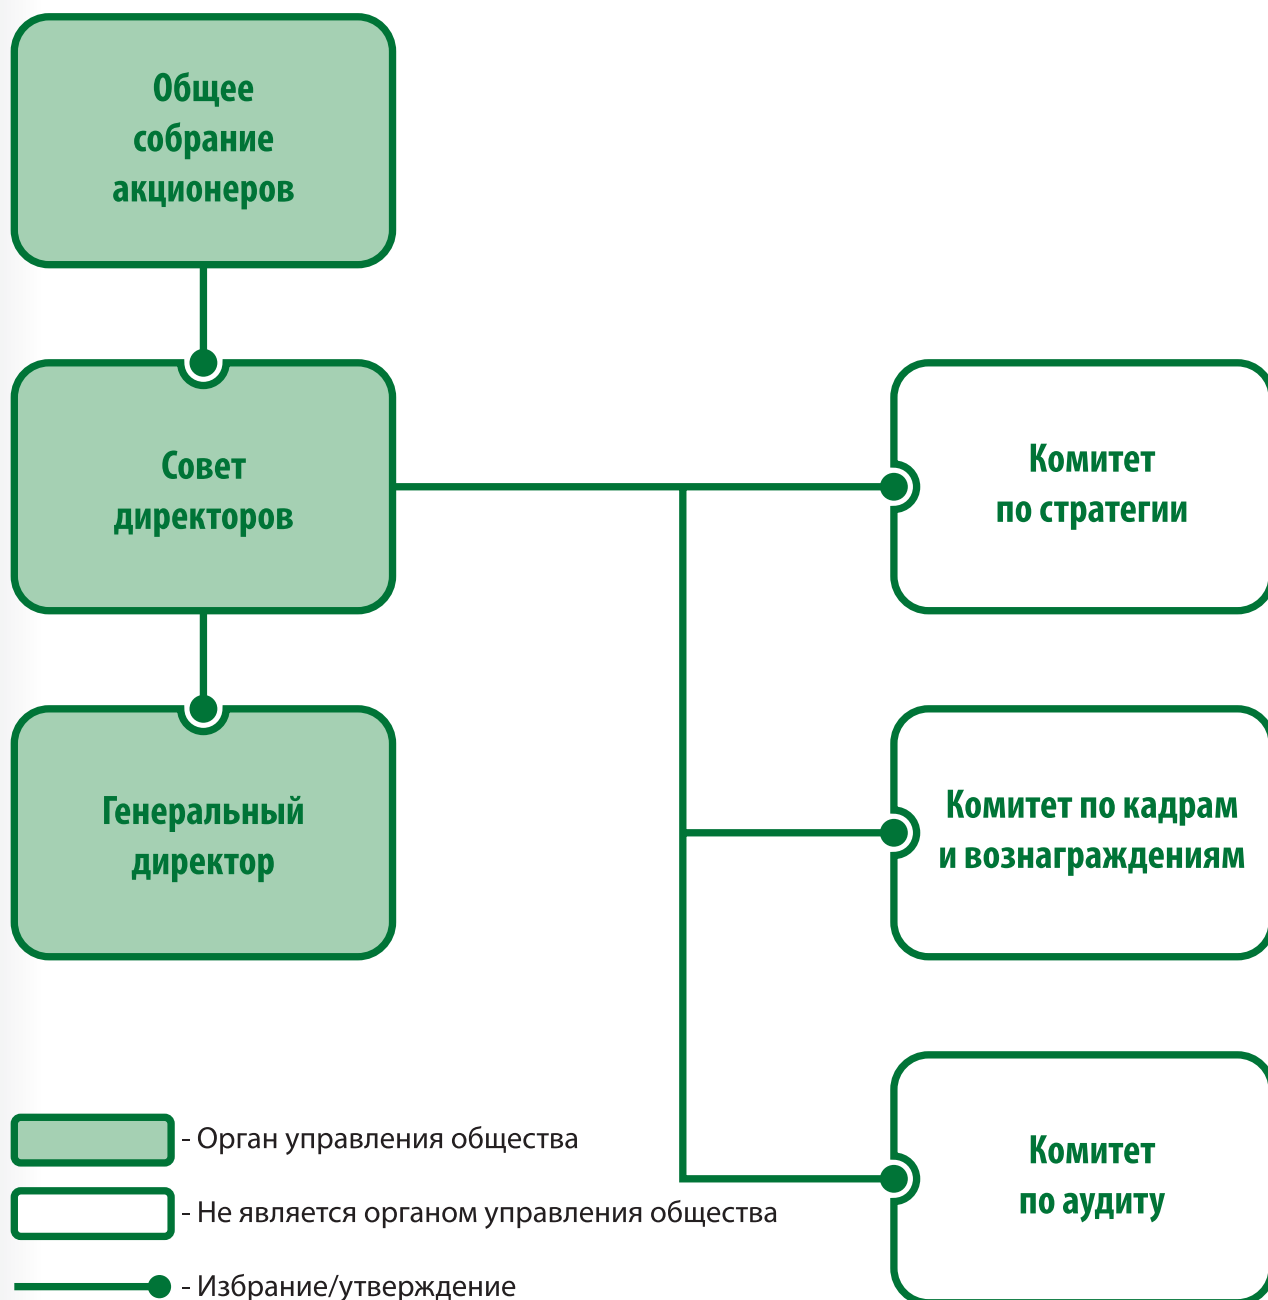 Общее
собрание
акционеров
Совет
директоров
Комитет
по стратегии
Генеральный
директор
Комитет по кадрам
и вознаграждениям
Комитет
по аудиту
- Орган управления общества
- Не является органом управления общества
- Избрание/утверждение